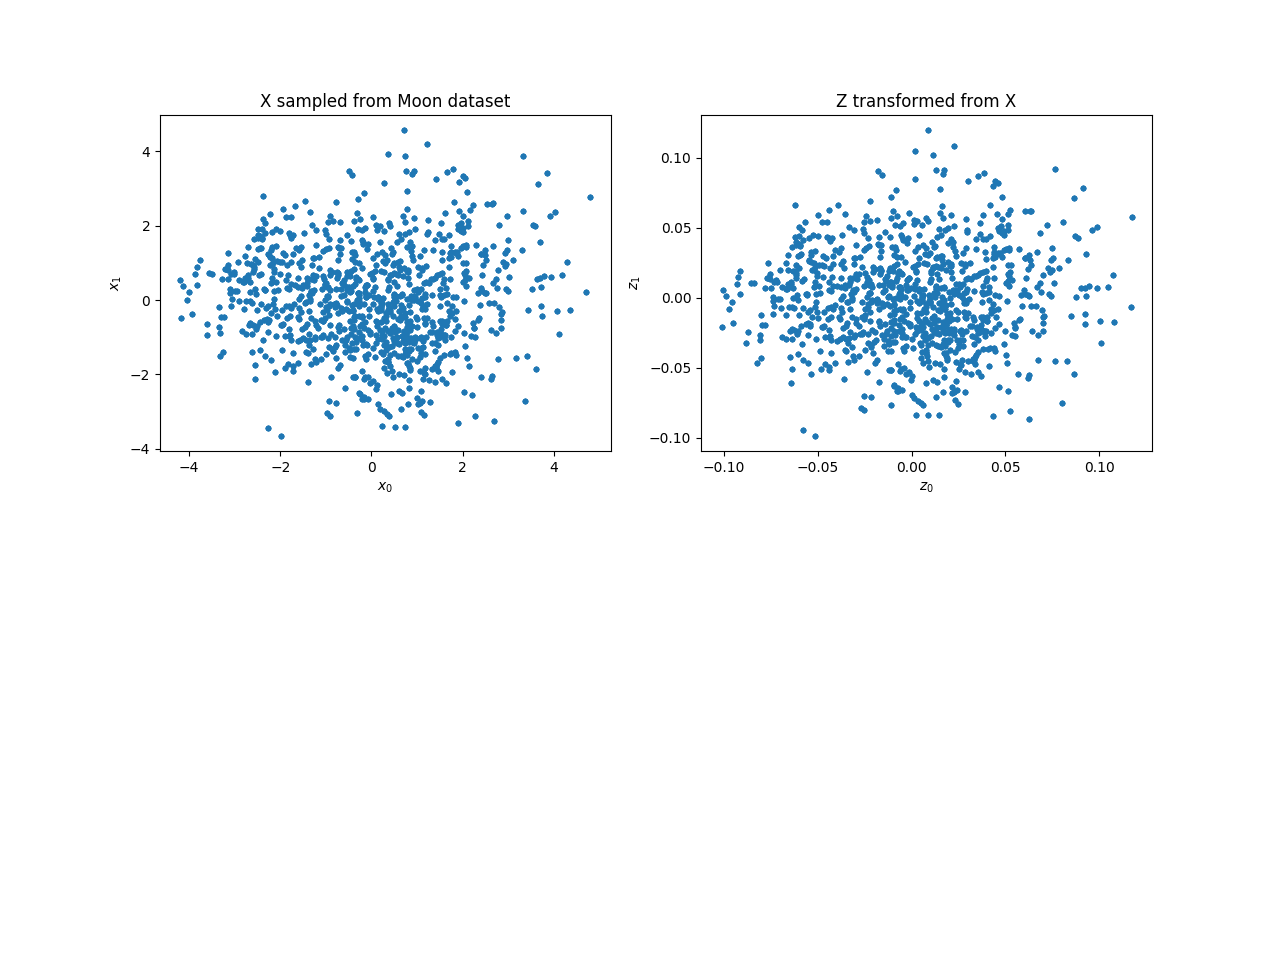 X sampled from Moon dataset
4
2
0
−2
−4
x₁
−4 −2 0 2 4
x₀
Z transformed from X
0.10
0.05
0.00
−0.05
−0.10
z₁
−0.10 −0.05 0.00 0.05 0.10
z₀